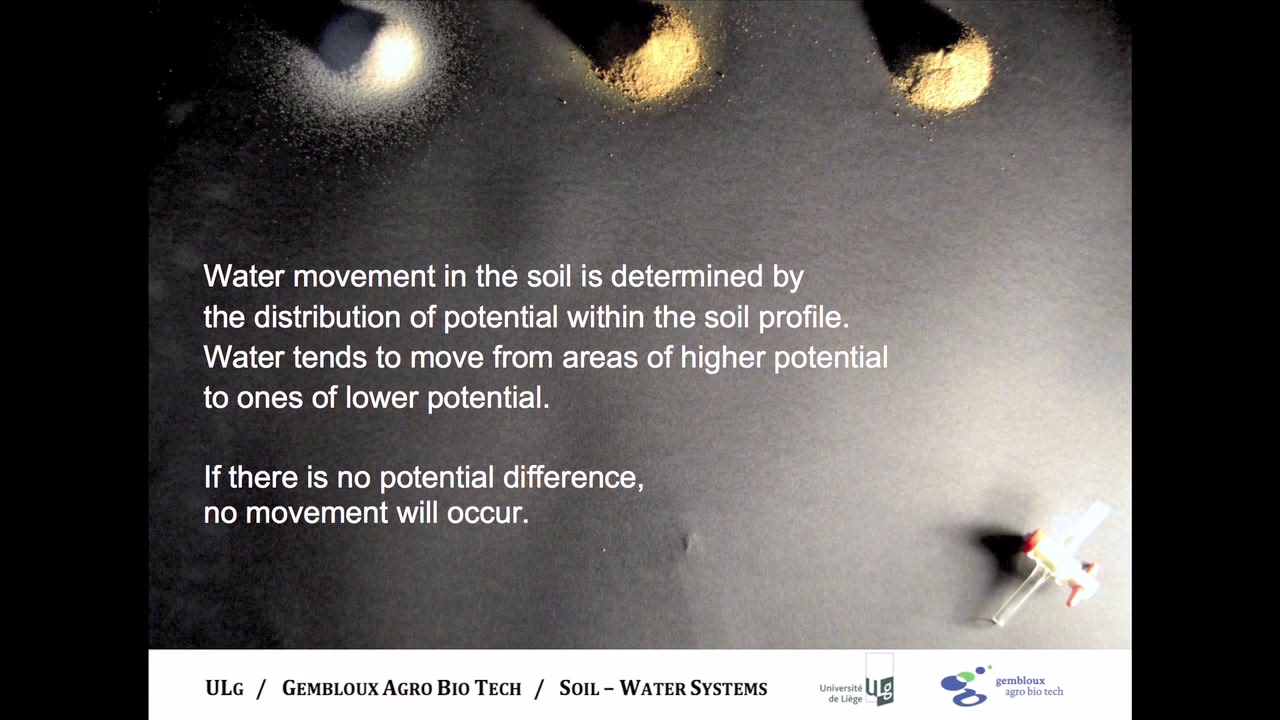 Water movement in the soil is determined by
the distribution of potential within the soil profile.
Water tends to move from areas of higher potential
to ones of lower potential.
If there is no potential difference,
no movement will occur.
ULg / Gembloux Agro Bio Tech / Soil – Water Systems
Université
de Liège
ULg
gembloux
agro bio tech